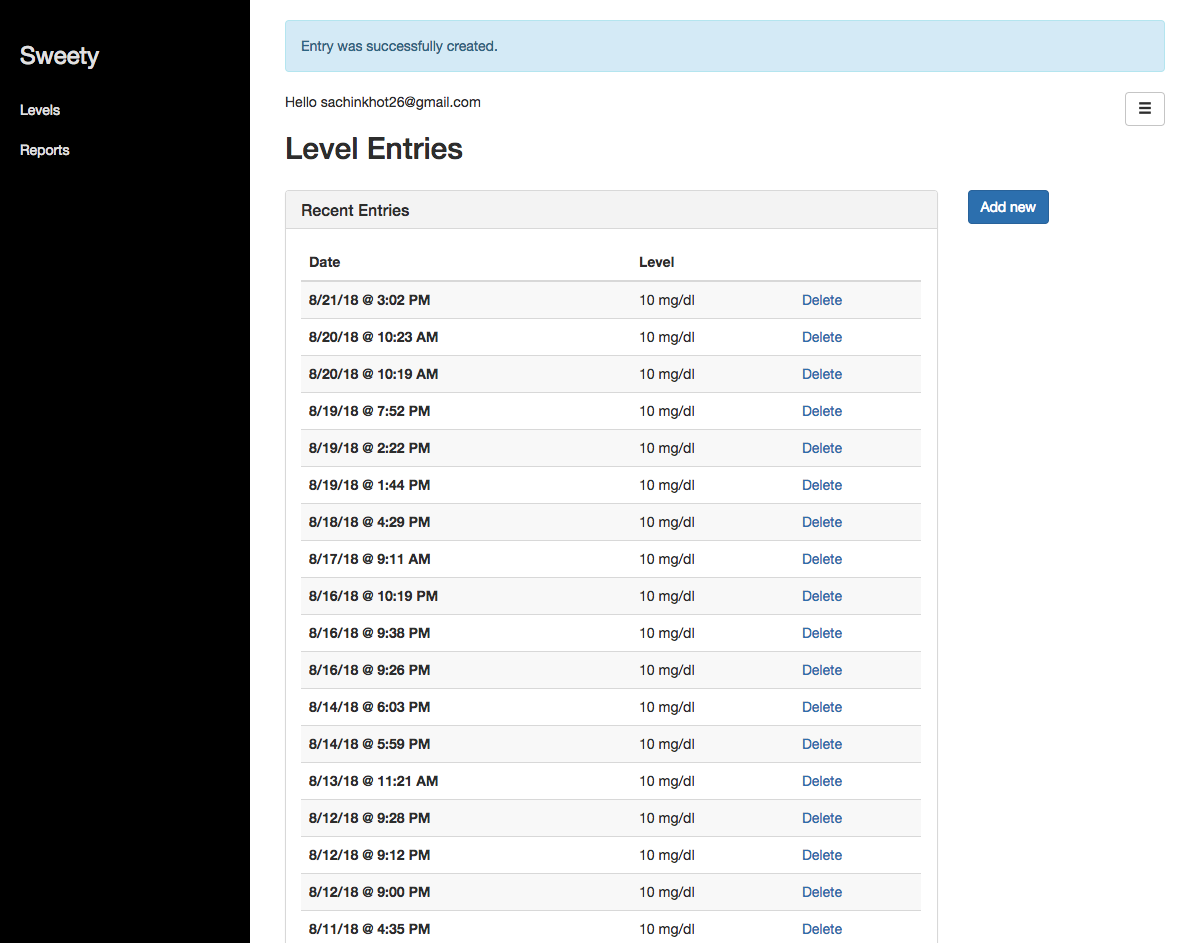 Sweety
Levels
Reports
Entry was successfully created.
Hello sachinkhot26@gmail.com
Level Entries
Recent Entries
Add new
Date Level
8/21/18 @ 3:02 PM 10 mg/dl Delete
8/20/18 @ 10:23 AM 10 mg/dl Delete
8/20/18 @ 10:19 AM 10 mg/dl Delete
8/19/18 @ 7:52 PM 10 mg/dl Delete
8/19/18 @ 2:22 PM 10 mg/dl Delete
8/19/18 @ 1:44 PM 10 mg/dl Delete
8/18/18 @ 4:29 PM 10 mg/dl Delete
8/17/18 @ 9:11 AM 10 mg/dl Delete
8/16/18 @ 10:19 PM 10 mg/dl Delete
8/16/18 @ 9:38 PM 10 mg/dl Delete
8/16/18 @ 9:26 PM 10 mg/dl Delete
8/14/18 @ 6:03 PM 10 mg/dl Delete
8/14/18 @ 5:59 PM 10 mg/dl Delete
8/13/18 @ 11:21 AM 10 mg/dl Delete
8/12/18 @ 9:28 PM 10 mg/dl Delete
8/12/18 @ 9:12 PM 10 mg/dl Delete
8/12/18 @ 9:00 PM 10 mg/dl Delete
8/11/18 @ 4:35 PM 10 mg/dl Delete